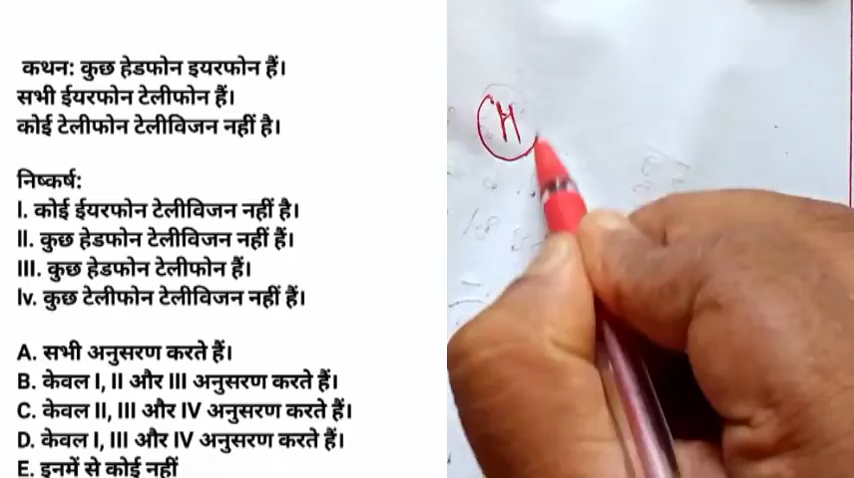 कथन: कुछ हेडफोन इयरफोन हैं।
सभी ईयरफोन टेलीफोन हैं।
कोई टेलीफोन टेलीविजन नहीं है।
निष्कर्ष:
I. कोई ईयरफोन टेलीविजन नहीं है।
II. कुछ हेडफोन टेलीविजन नहीं हैं।
III. कुछ हेडफोन टेलीफोन हैं।
Iv. कुछ टेलीफोन टेलीविजन नहीं हैं।
A. सभी अनुसरण करते हैं।
B. केवल I, II और III अनुसरण करते हैं।
C. केवल II, III और IV अनुसरण करते हैं।
D. केवल I, III और IV अनुसरण करते हैं।
E. इनमें से कोई नहीं
H